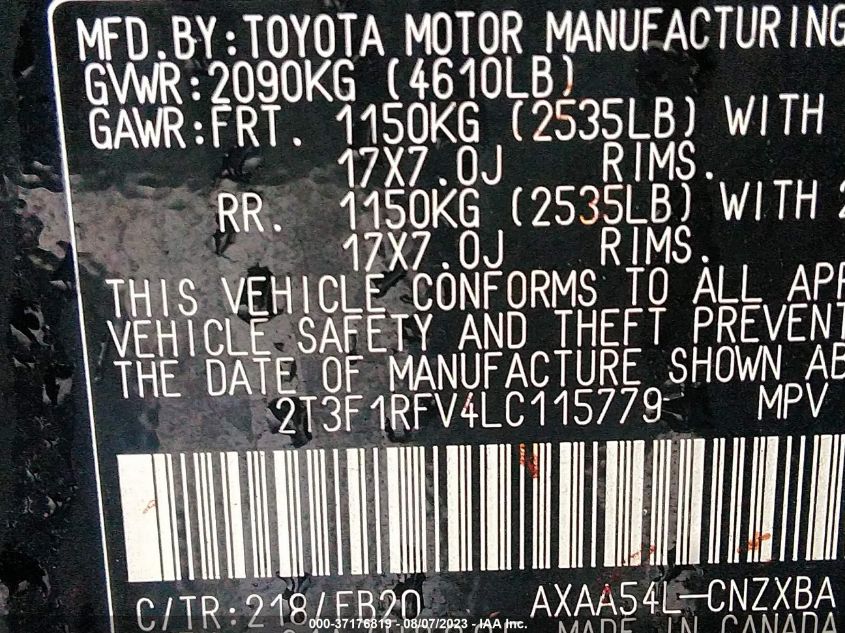 MFD.BY:TOYOTA MOTOR MANUFACTURING
GVWR:2090KG (4610LB)
GAWR:FRT. 1150KG (2535LB) WITH
17X7.0J RIMS.
RR. 1150KG (2535LB) WITH 2
17X7.0J RIMS.
THIS VEHICLE CONFORMS TO ALL APP
VEHICLE SAFETY AND THEFT PREVENT
THE DATE OF MANUFACTURE SHOWN AB
2T3F1RFV4LC115779 MPV
C/TR:218/FB20 AXAA54L-CNZXBA
MADE IN CANADA
000-37176819 - 08/07/2023 - IAA Inc.